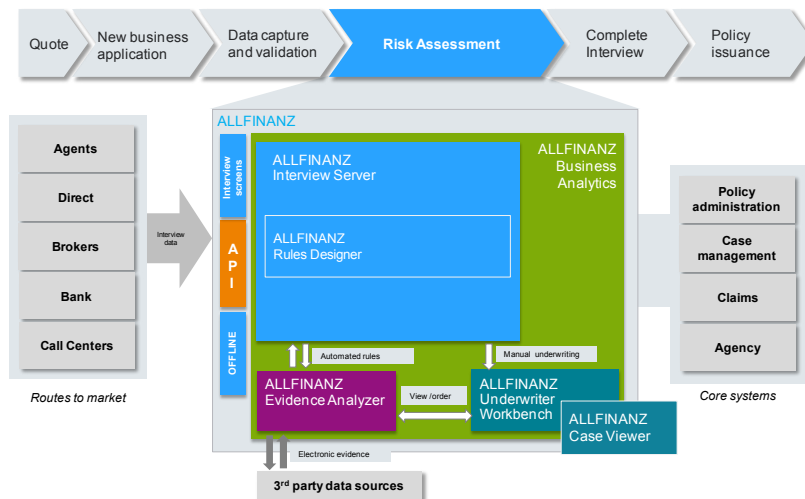 Quote
New business
application
Data capture
and validation
Risk Assessment
Complete
Interview
Policy
issuance
Agents
Direct
Brokers
Bank
Call Centers
Routes to market
Interview
data
ALLFINANZ
Interview
screens
API
OFFLINE
ALLFINANZ
Business
Analytics
ALLFINANZ
Interview Server
ALLFINANZ
Rules Designer
Automated rules
Manual underwriting
ALLFINANZ
Evidence Analyzer
View /order
ALLFINANZ
Underwriter
Workbench
ALLFINANZ
Case Viewer
Electronic evidence
3rd party data sources
Policy
administration
Case
management
Claims
Agency
Core systems